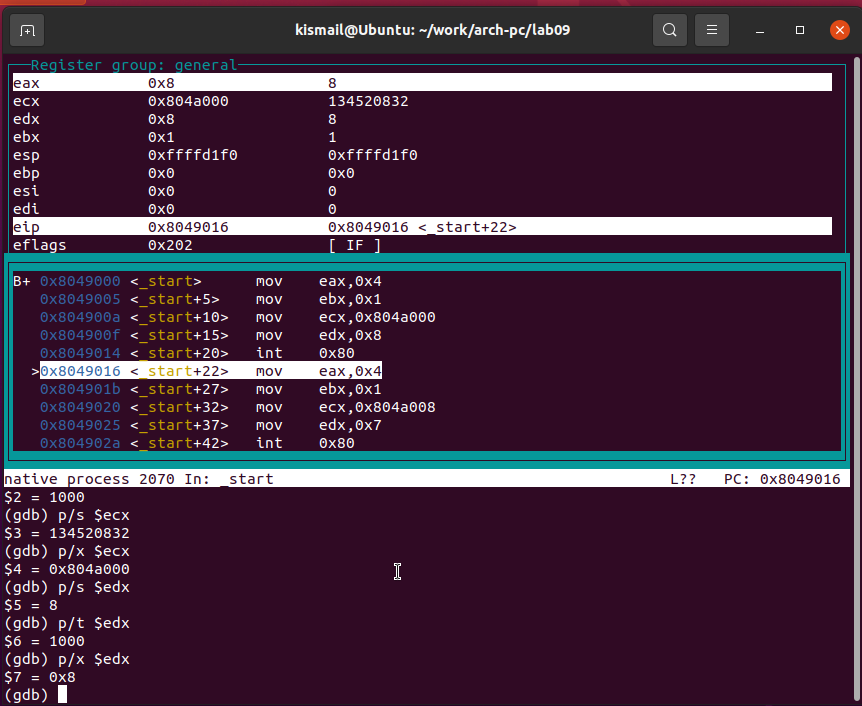 kismail@Ubuntu: ~/work/arch-pc/lab09
Register group: general
eax 0x8 8
ecx 0x804a000 134520832
edx 0x8 8
ebx 0x1 1
esp 0xffffd1f0 0xffffd1f0
ebp 0x0 0x0
esi 0x0 0
edi 0x0 0
eip 0x8049016 0x8049016 <_start+22>
eflags 0x202 [ IF ]
B+ 0x8049000 <_start> mov eax,0x4
0x8049005 <_start+5> mov ebx,0x1
0x804900a <_start+10> mov ecx,0x804a000
0x804900f <_start+15> mov edx,0x8
0x8049014 <_start+20> int 0x80
>0x8049016 <_start+22> mov eax,0x4
0x804901b <_start+27> mov ebx,0x1
0x8049020 <_start+32> mov ecx,0x804a008
0x8049025 <_start+37> mov edx,0x7
0x804902a <_start+42> int 0x80
native process 2070 In: _start L?? PC: 0x8049016
$2 = 1000
(gdb) p/s $ecx
$3 = 134520832
(gdb) p/x $ecx
$4 = 0x804a000
(gdb) p/s $edx
$5 = 8
(gdb) p/t $edx
$6 = 1000
(gdb) p/x $edx
$7 = 0x8
(gdb)